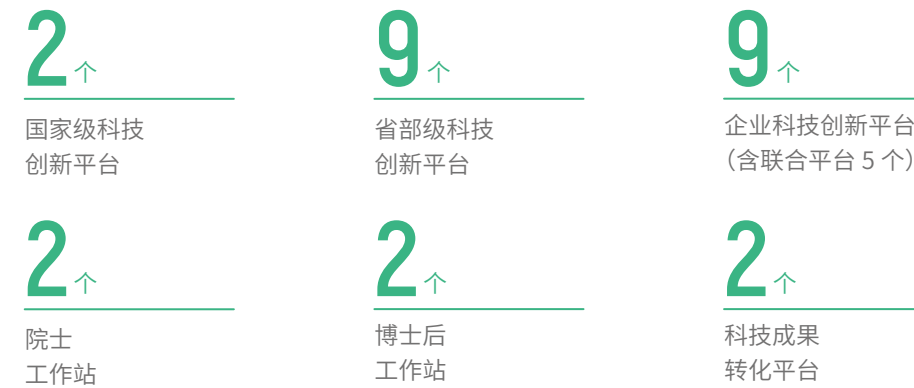 2个
国家级科技
创新平台
9个
省部级科技
创新平台
9个
企业科技创新平台
（含联合平台 5 个）
2个
院士
工作站
2个
博士后
工作站
2个
科技成果
转化平台